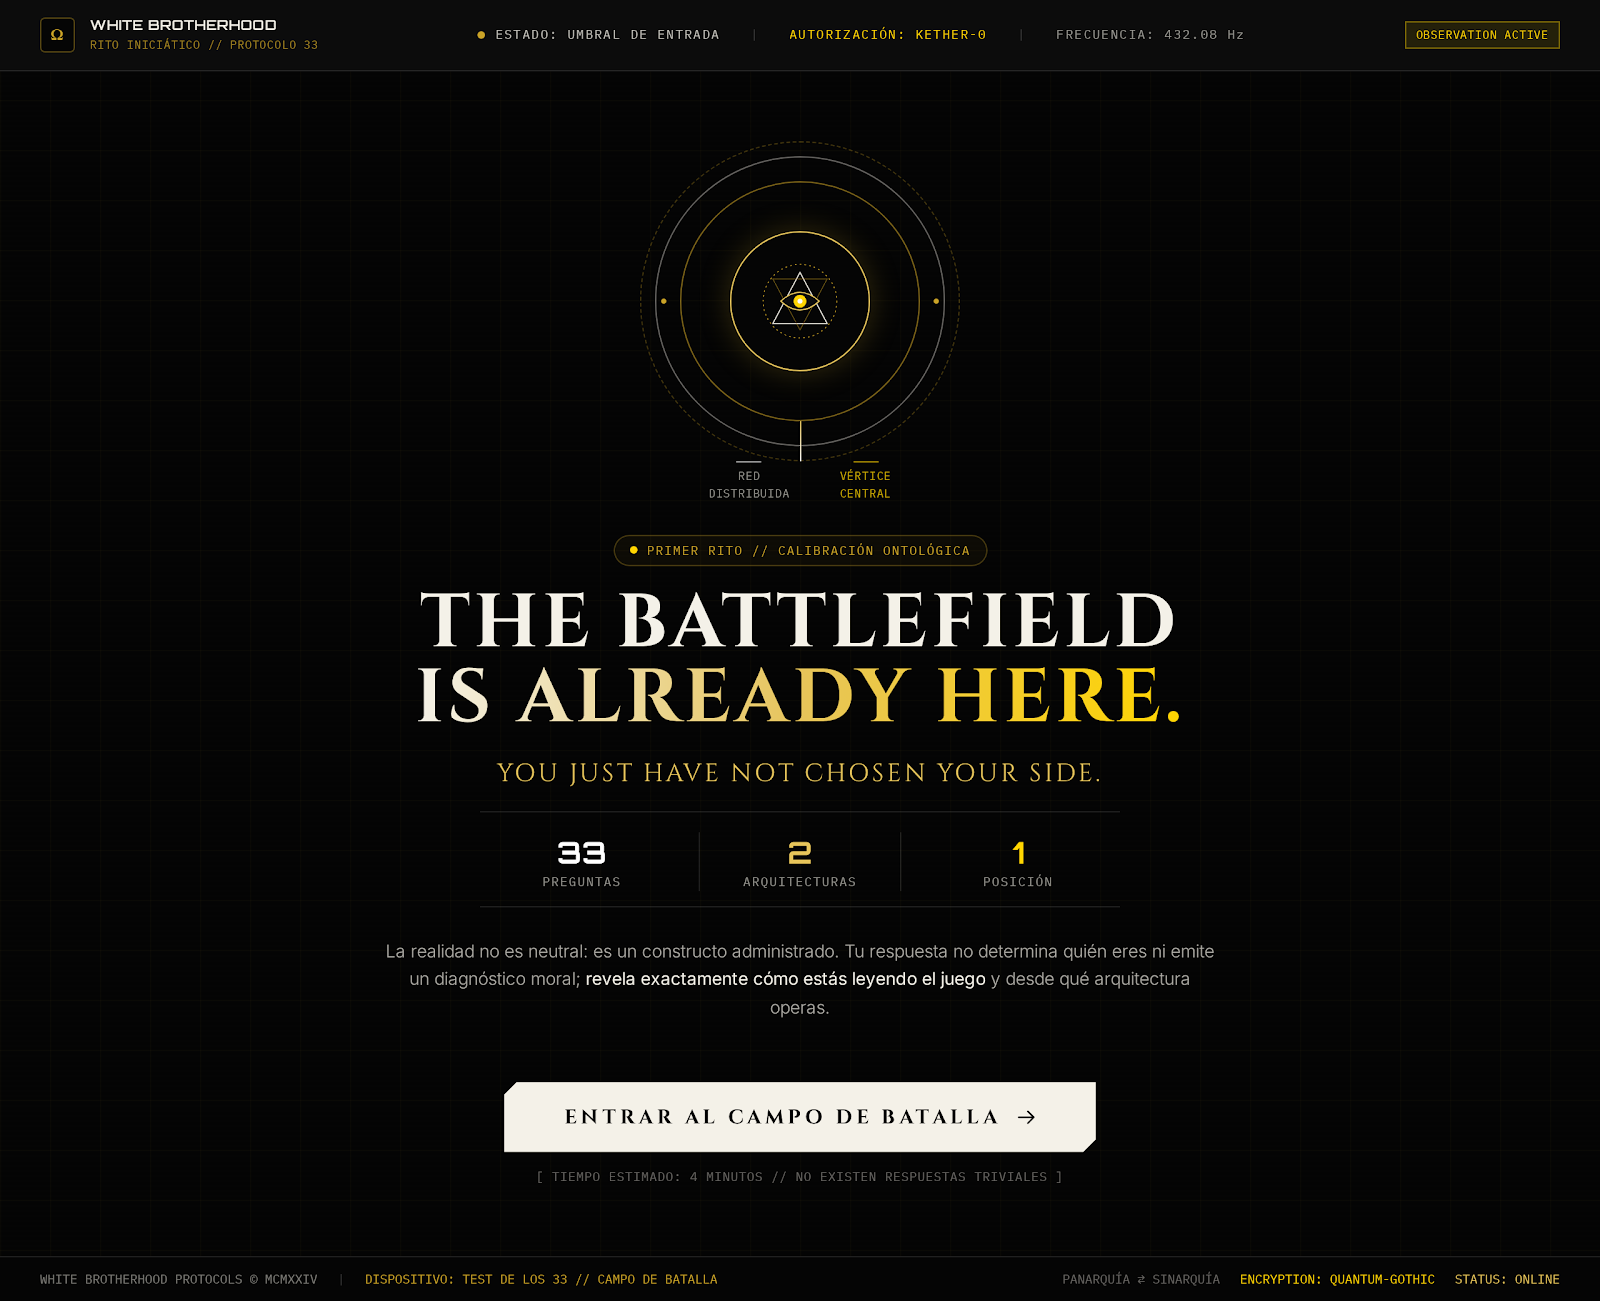 Ω
WHITE BROTHERHOOD
RITO INICIÁTICO // PROTOCOLO 33
ESTADO: UMBRAL DE ENTRADA | AUTORIZACIÓN: KETHER-0 | FRECUENCIA: 432.08 Hz
OBSERVATION ACTIVE
RED
DISTRIBUIDA
VÉRTICE
CENTRAL
PRIMER RITO // CALIBRACIÓN ONTOLÓGICA
THE BATTLEFIELD
IS ALREADY HERE.
YOU JUST HAVE NOT CHOSEN YOUR SIDE.
33
PREGUNTAS
2
ARQUITECTURAS
1
POSICIÓN
La realidad no es neutral: es un constructo administrado. Tu respuesta no determina quién eres ni emite
un diagnóstico moral; revela exactamente cómo estás leyendo el juego y desde qué arquitectura
operas.
ENTRAR AL CAMPO DE BATALLA →
[ TIEMPO ESTIMADO: 4 MINUTOS // NO EXISTEN RESPUESTAS TRIVIALES ]
WHITE BROTHERHOOD PROTOCOLS © MCMXXIV | DISPOSITIVO: TEST DE LOS 33 // CAMPO DE BATALLA
PANARQUÍA ⇄ SINARQUÍA ENCRYPTION: QUANTUM-GOTHIC STATUS: ONLINE